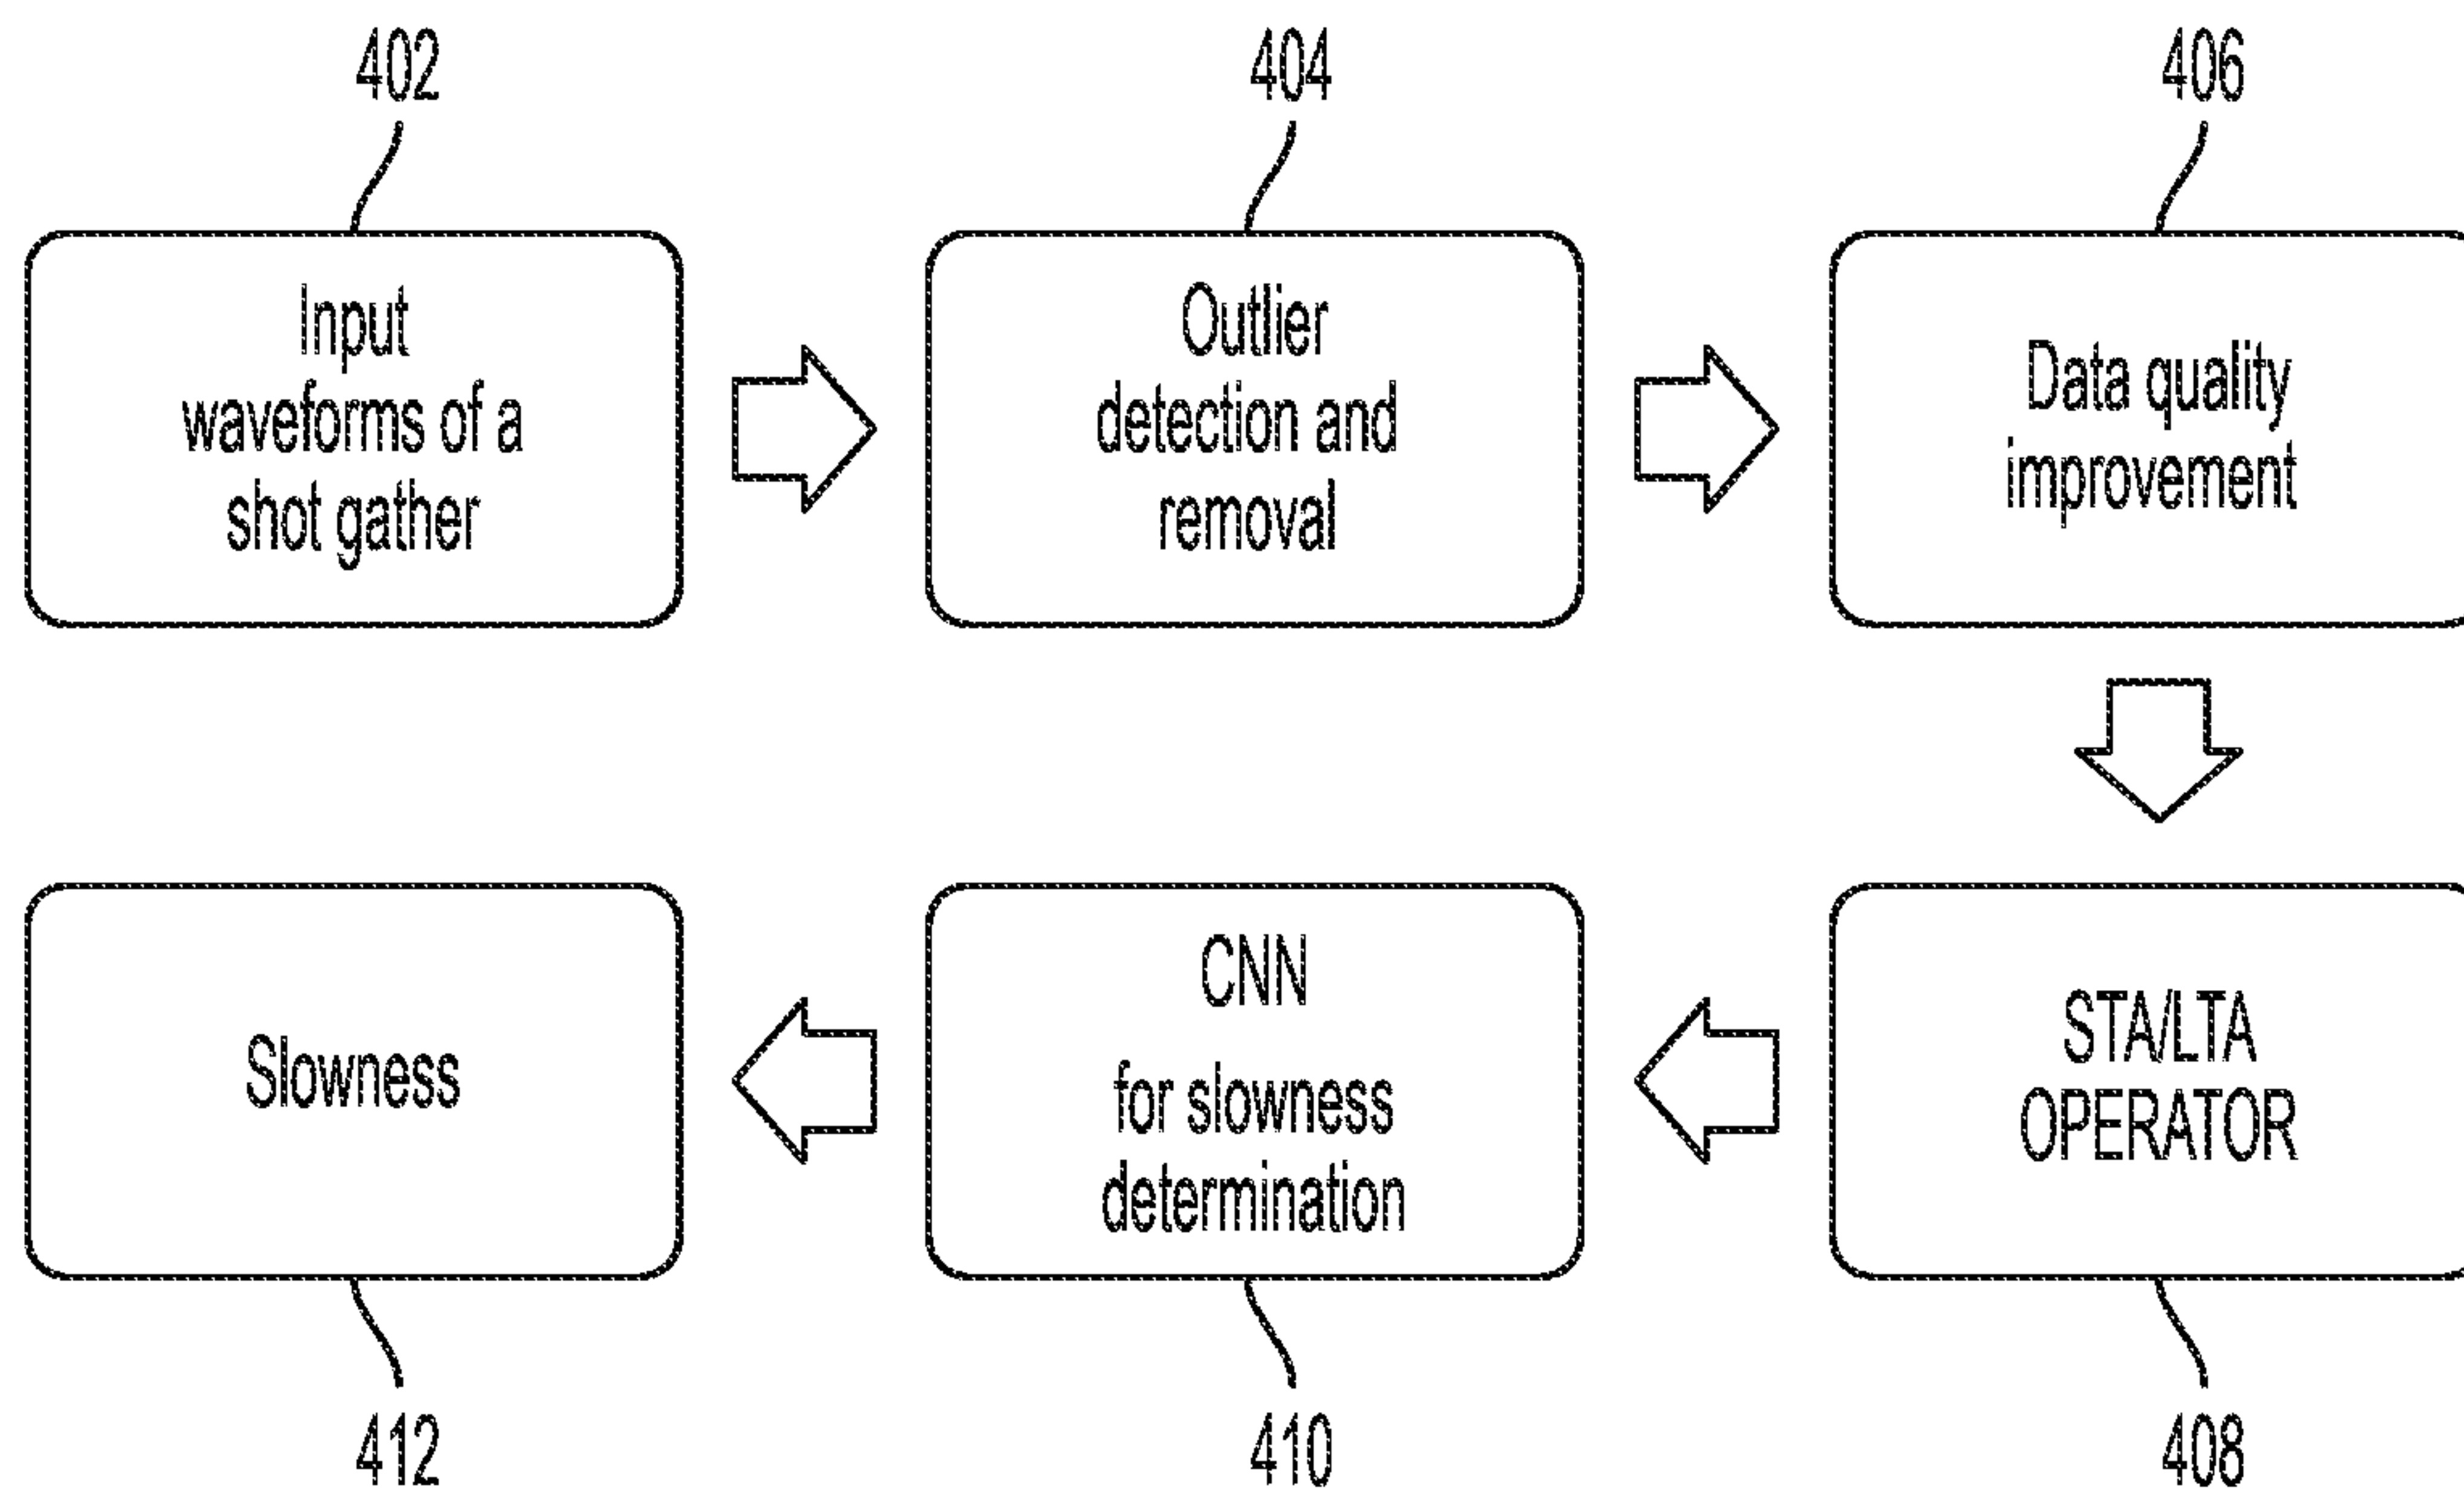 402
404
406
Input
waveforms of a
shot gather
Outlier
detection and
removal
Data quality
improvement
Slowness
CNN
for slowness
determination
STA/LTA
OPERATOR
412
410
408